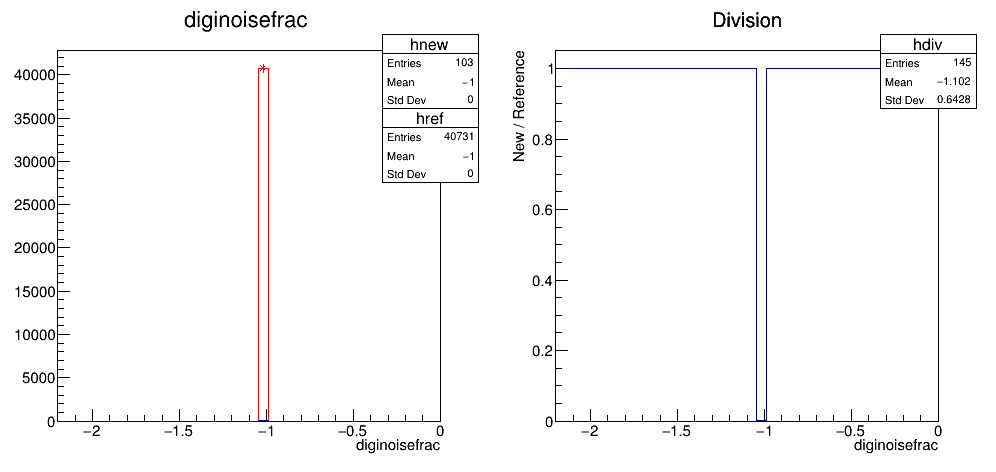 diginoisefrac
hnew
Entries 103
Mean −1
Std Dev 0
href
Entries 40731
Mean −1
Std Dev 0
40000
35000
30000
25000
20000
15000
10000
5000
0
−2 −1.5 −1 −0.5 0
diginoisefrac
Division
hdiv
Entries 145
Mean −1.102
Std Dev 0.6428
New / Reference
1
0.8
0.6
0.4
0.2
0
−2 −1.5 −1 −0.5 0
diginoisefrac